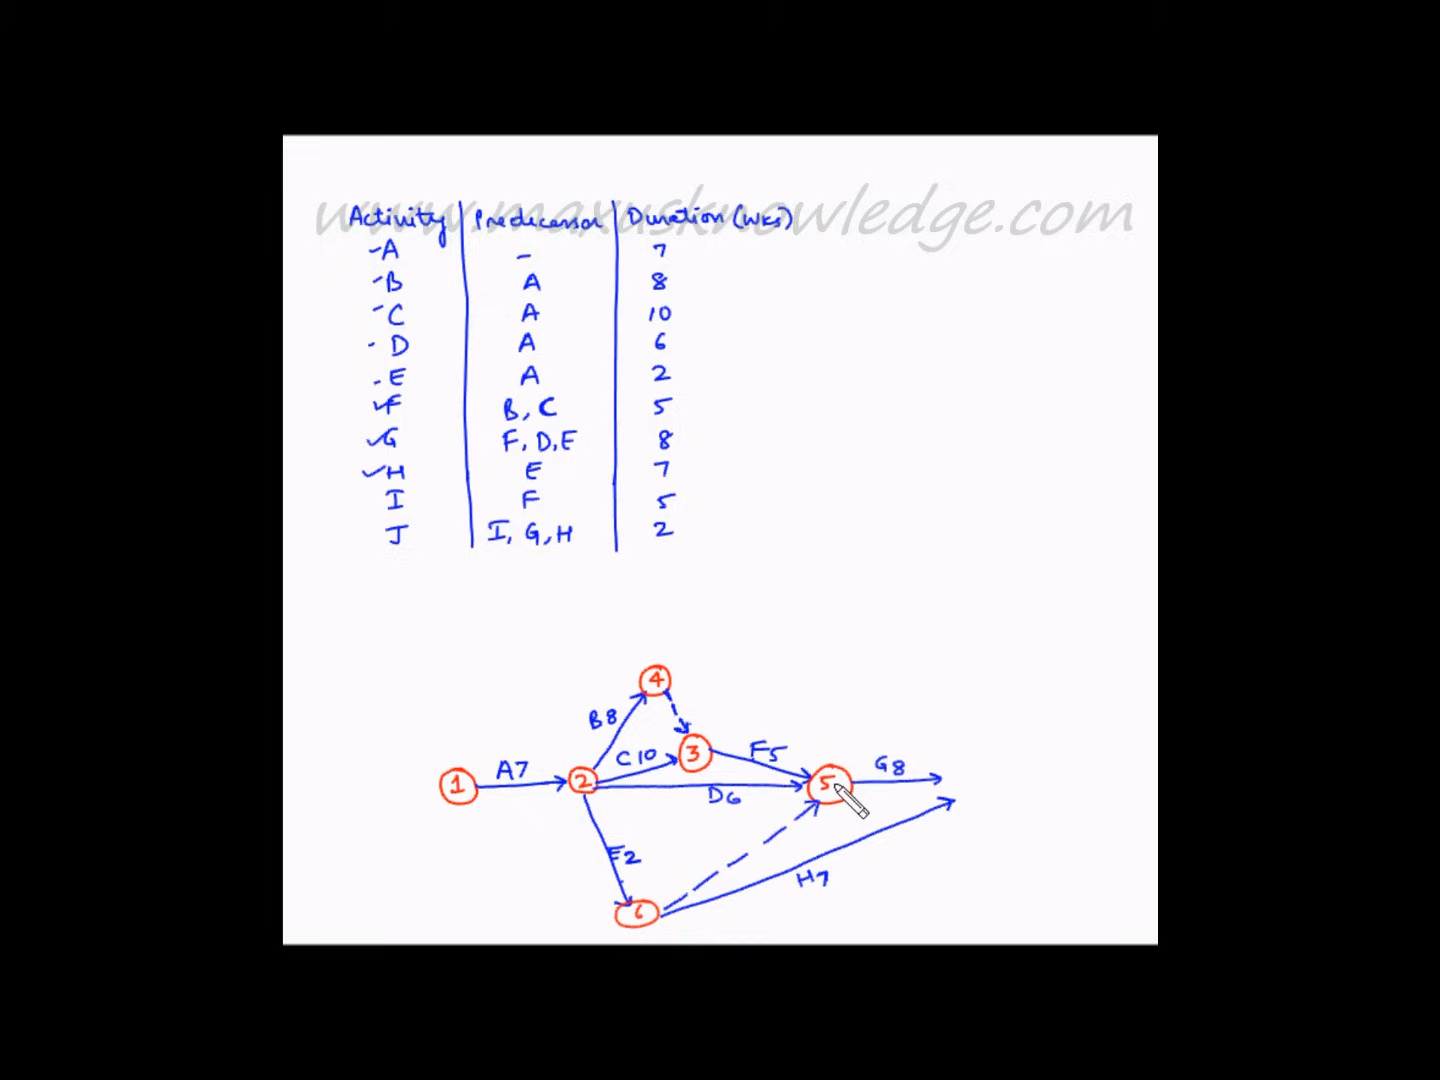 www.maxusknowledge.com
Activity Predecessor Duration (wks)
A - 7
B A 8
C A 10
D A 6
E A 2
F B, C 5
G F, D, E 8
H E 7
I F 5
J I, G, H 2
4
B8
3
C10
F5
1
A7
2
D6
5
G8
E2
H7
6